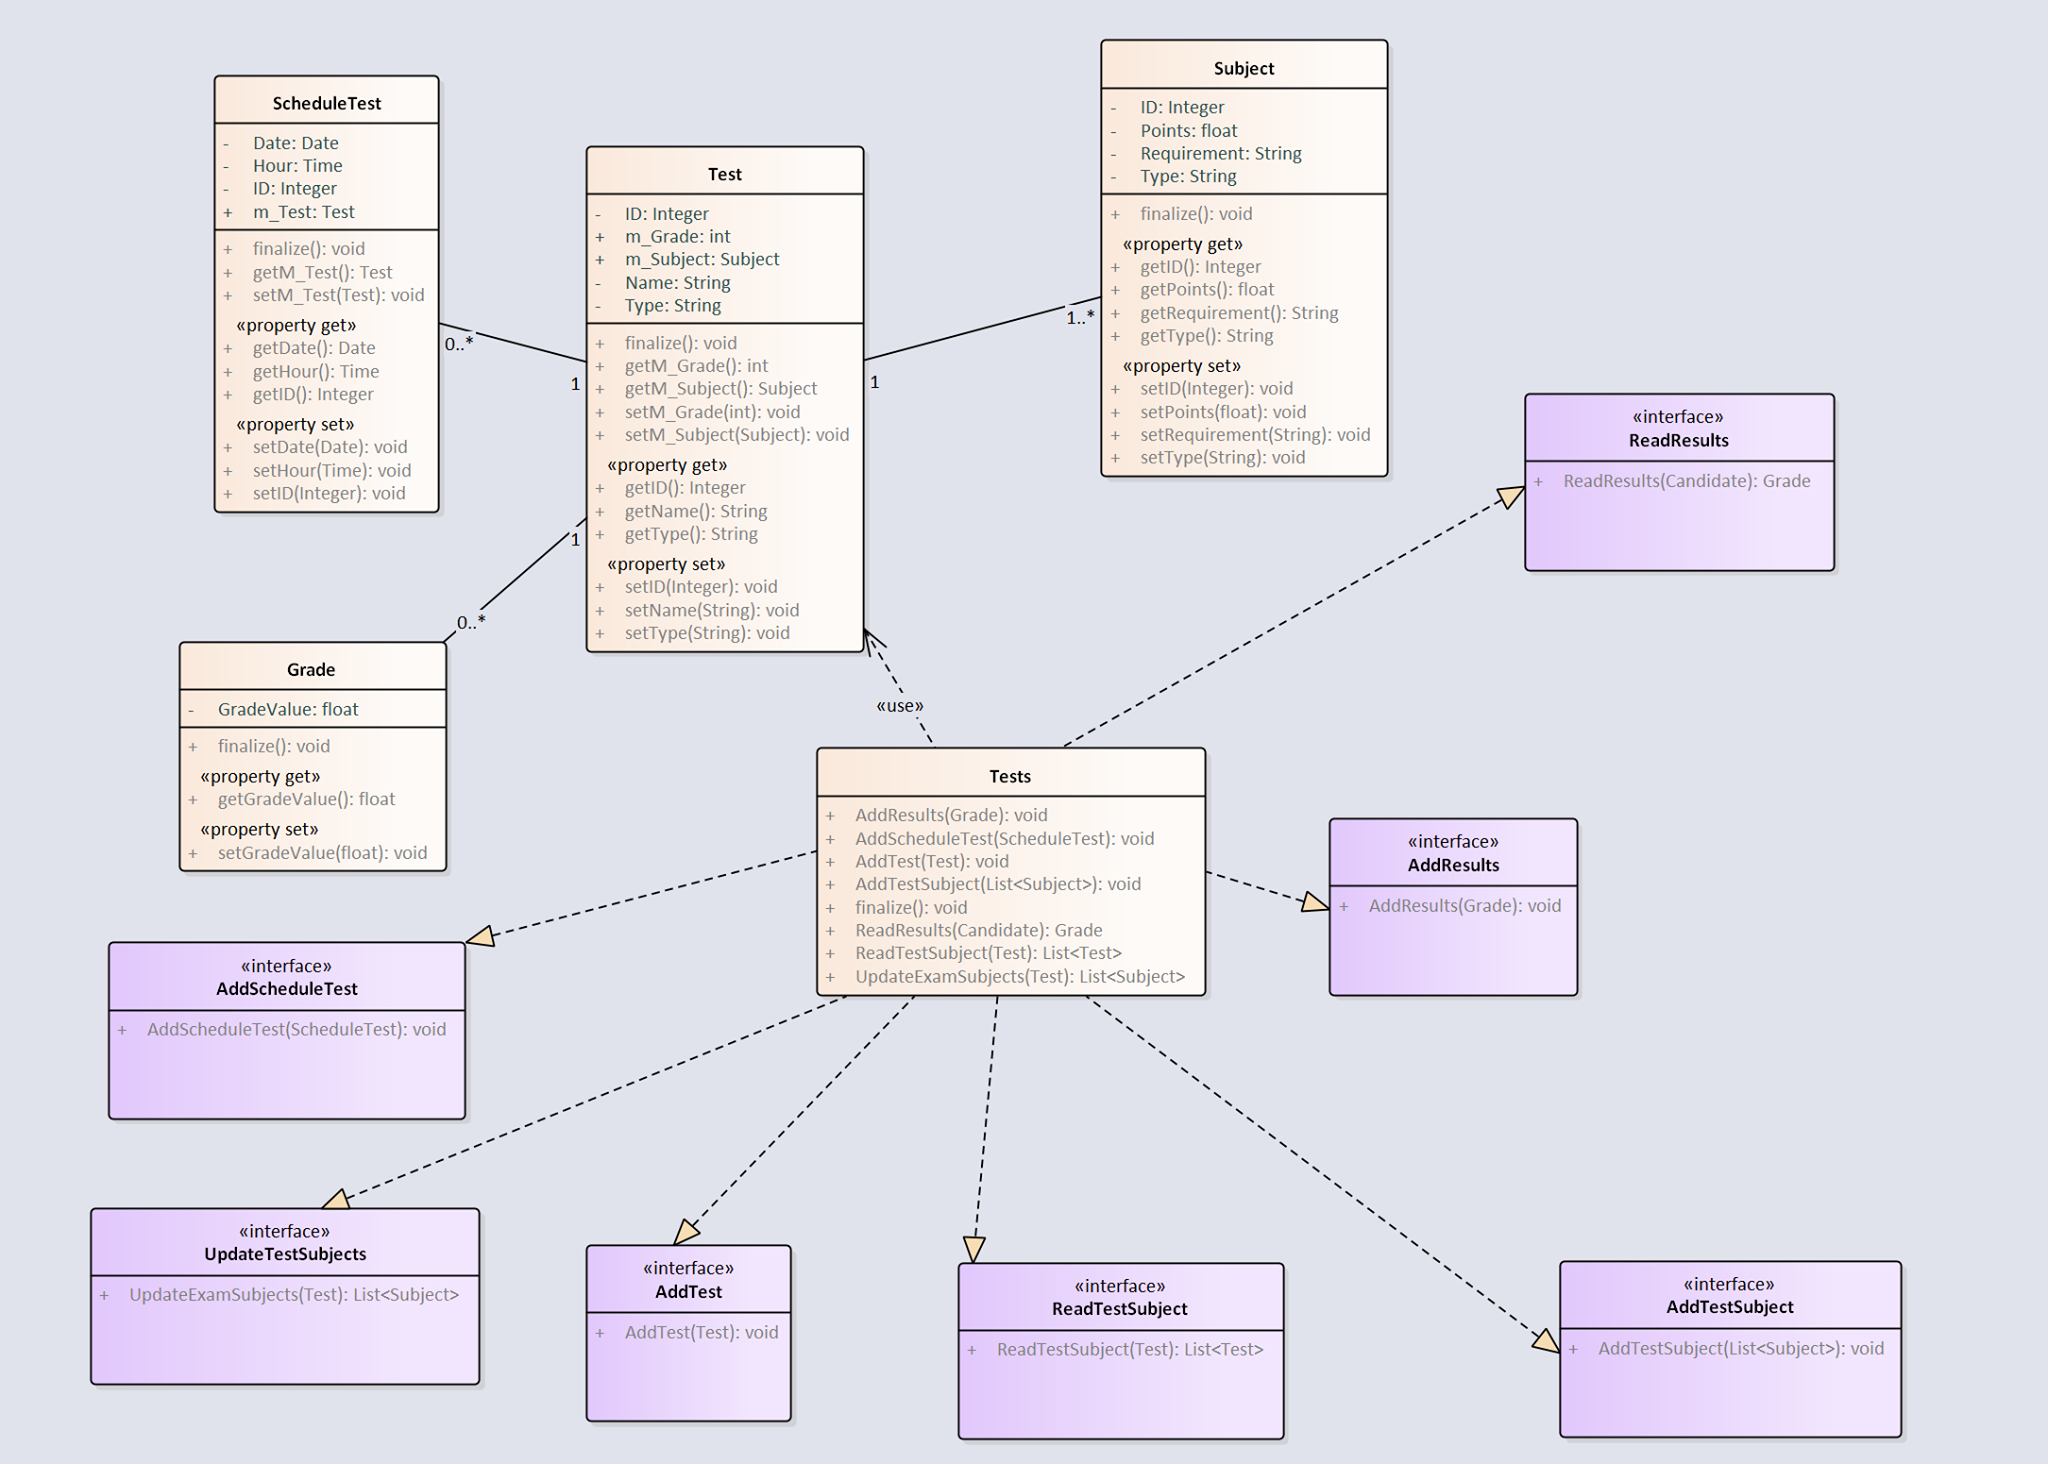 ScheduleTest
- Date: Date
- Hour: Time
- ID: Integer
+ m_Test: Test
+ finalize(): void
+ getM_Test(): Test
+ setM_Test(Test): void
«property get»
+ getDate(): Date
+ getHour(): Time
+ getID(): Integer
«property set»
+ setDate(Date): void
+ setHour(Time): void
+ setID(Integer): void
0..*
1
Test
- ID: Integer
+ m_Grade: int
+ m_Subject: Subject
- Name: String
- Type: String
+ finalize(): void
+ getM_Grade(): int
+ getM_Subject(): Subject
+ setM_Grade(int): void
+ setM_Subject(Subject): void
«property get»
+ getID(): Integer
+ getName(): String
+ getType(): String
«property set»
+ setID(Integer): void
+ setName(String): void
+ setType(String): void
1
1..*
Subject
- ID: Integer
- Points: float
- Requirement: String
- Type: String
+ finalize(): void
«property get»
+ getID(): Integer
+ getPoints(): float
+ getRequirement(): String
+ getType(): String
«property set»
+ setID(Integer): void
+ setPoints(float): void
+ setRequirement(String): void
+ setType(String): void
«interface»
ReadResults
+ ReadResults(Candidate): Grade
1
0..*
Grade
- GradeValue: float
+ finalize(): void
«property get»
+ getGradeValue(): float
«property set»
+ setGradeValue(float): void
«use»
Tests
+ AddResults(Grade): void
+ AddScheduleTest(ScheduleTest): void
+ AddTest(Test): void
+ AddTestSubject(List<Subject>): void
+ finalize(): void
+ ReadResults(Candidate): Grade
+ ReadTestSubject(Test): List<Test>
+ UpdateExamSubjects(Test): List<Subject>
«interface»
AddResults
+ AddResults(Grade): void
«interface»
AddScheduleTest
+ AddScheduleTest(ScheduleTest): void
«interface»
UpdateTestSubjects
+ UpdateExamSubjects(Test): List<Subject>
«interface»
AddTest
+ AddTest(Test): void
«interface»
ReadTestSubject
+ ReadTestSubject(Test): List<Test>
«interface»
AddTestSubject
+ AddTestSubject(List<Subject>): void